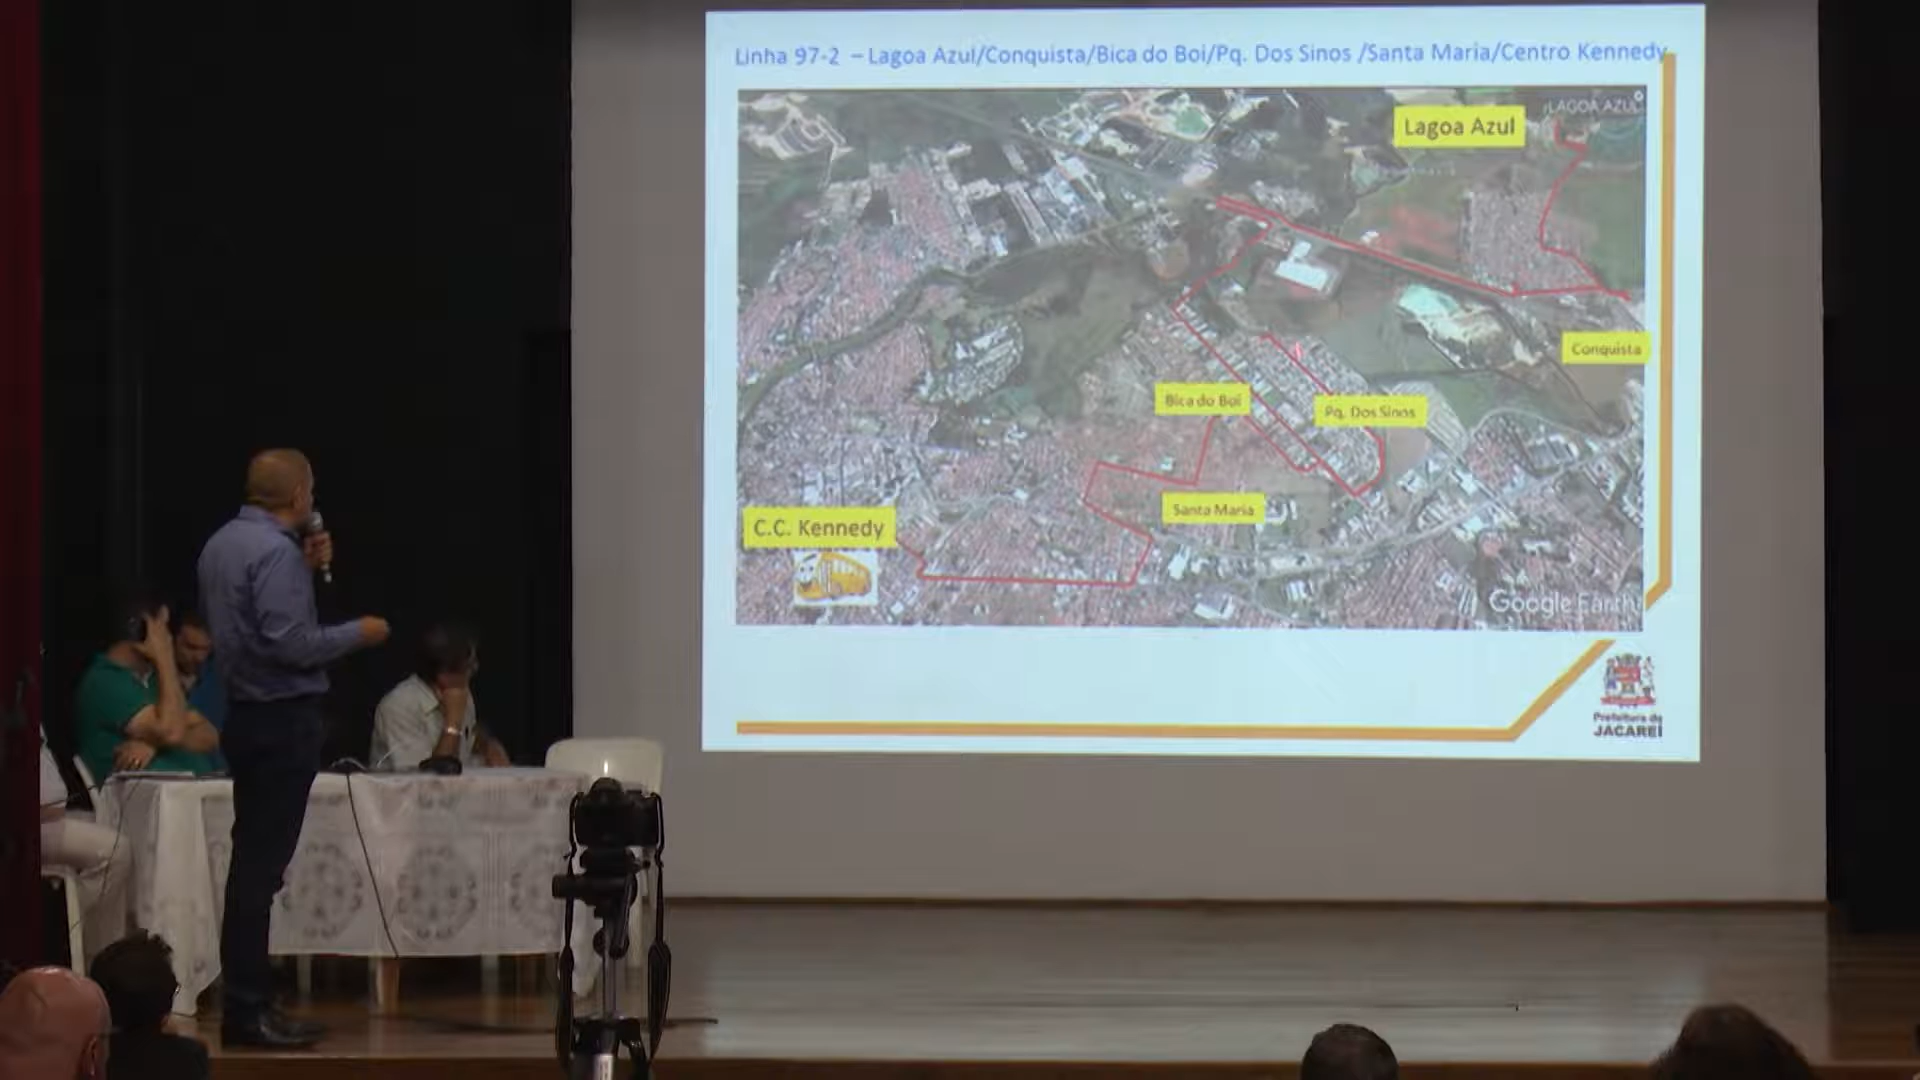 Linha 97-2 – Lagoa Azul/Conquista/Bica do Boi/Pq. Dos Sinos /Santa Maria/Centro Kennedy
LAGOA AZUL
Lagoa Azul
Conquista
Bica do Boi
Pq. Dos Sinos
Santa Maria
C.C. Kennedy
Google Earth
Prefeitura de
JACAREÍ